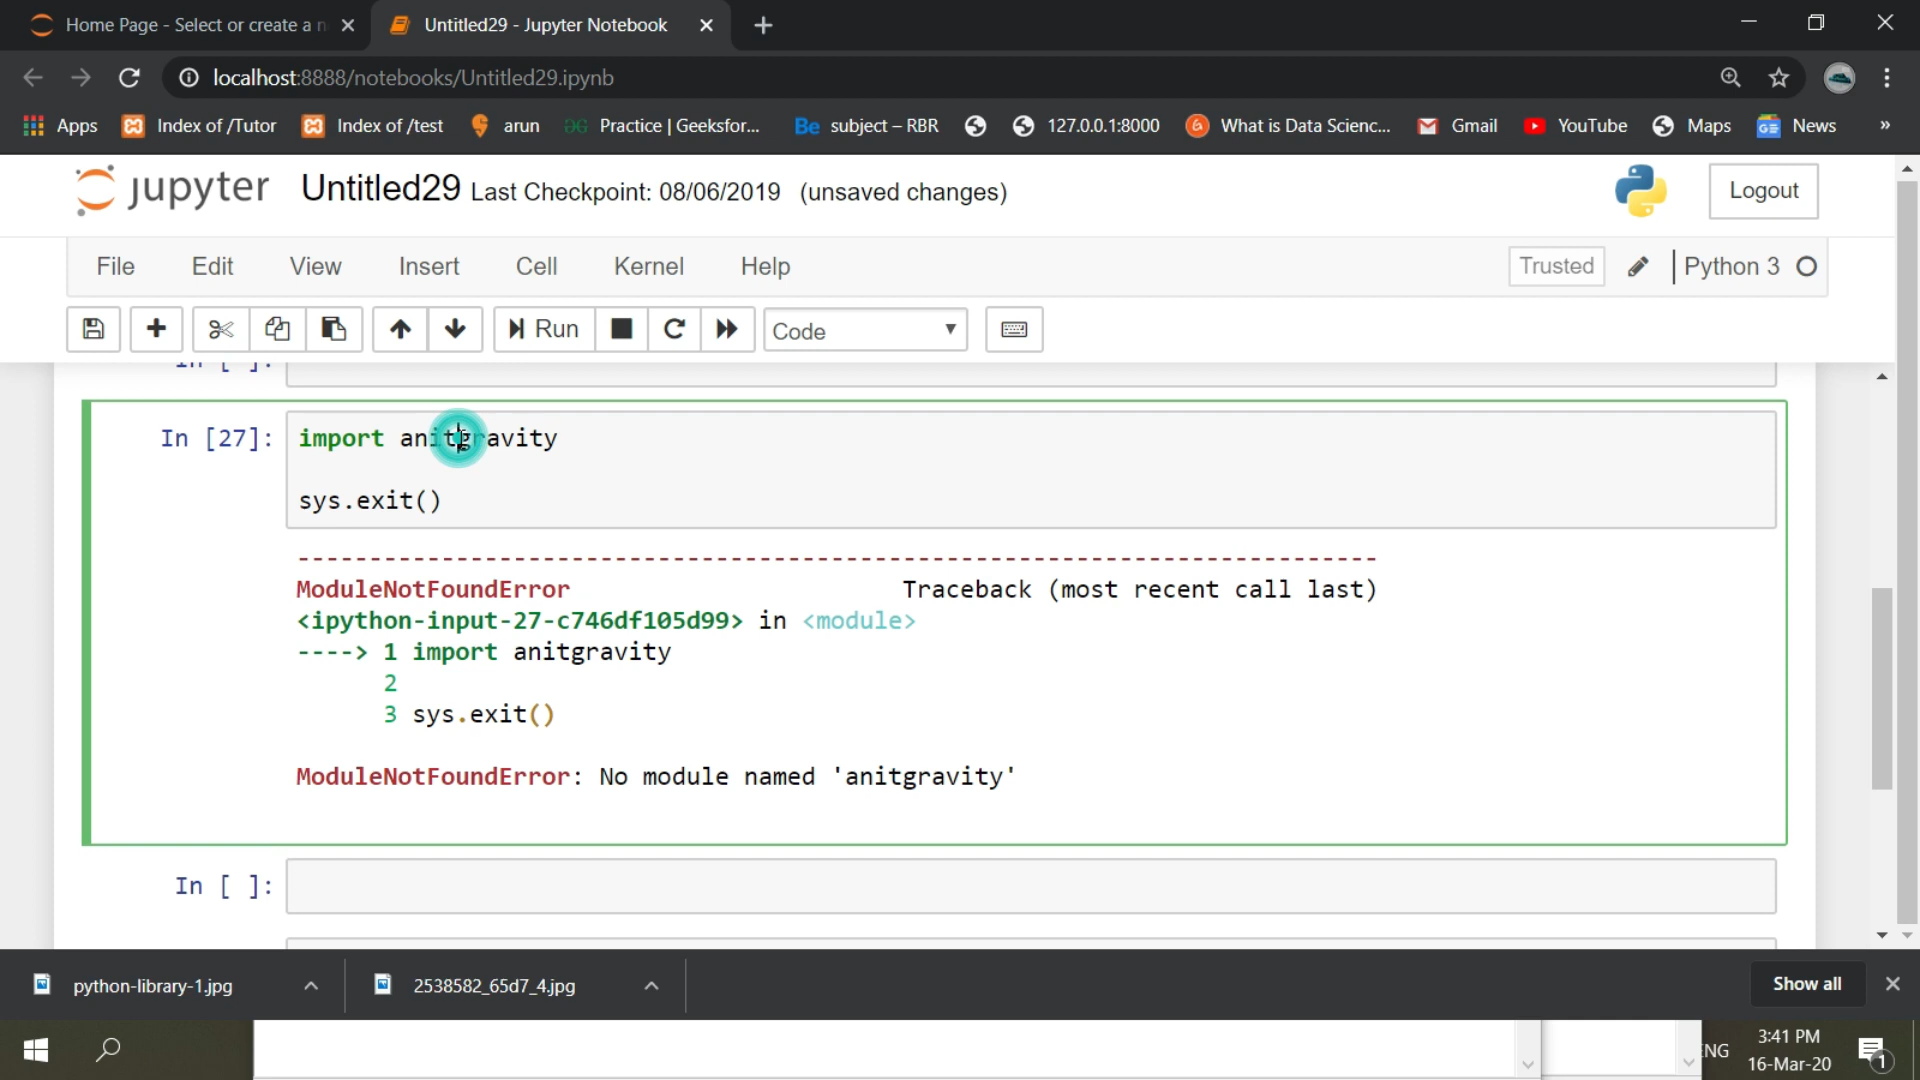 Home Page - Select or create a n
Untitled29 - Jupyter Notebook
localhost:8888/notebooks/Untitled29.ipynb
Apps Index of /Tutor Index of /test arun Practice | Geeksfor... Be subject – RBR 127.0.0.1:8000 What is Data Scienc... Gmail YouTube Maps News »
jupyter Untitled29 Last Checkpoint: 08/06/2019 (unsaved changes) Logout
File Edit View Insert Cell Kernel Help Trusted Python 3
Run Code
In [ ]:
In [27]: import anitgravity
sys.exit()
---------------------------------------------------------------------------
ModuleNotFoundError Traceback (most recent call last)
<ipython-input-27-c746df105d99> in <module>
----> 1 import anitgravity
2
3 sys.exit()
ModuleNotFoundError: No module named 'anitgravity'
In [ ]:
python-library-1.jpg 2538582_65d7_4.jpg Show all
3:41 PM
NG 16-Mar-20 1